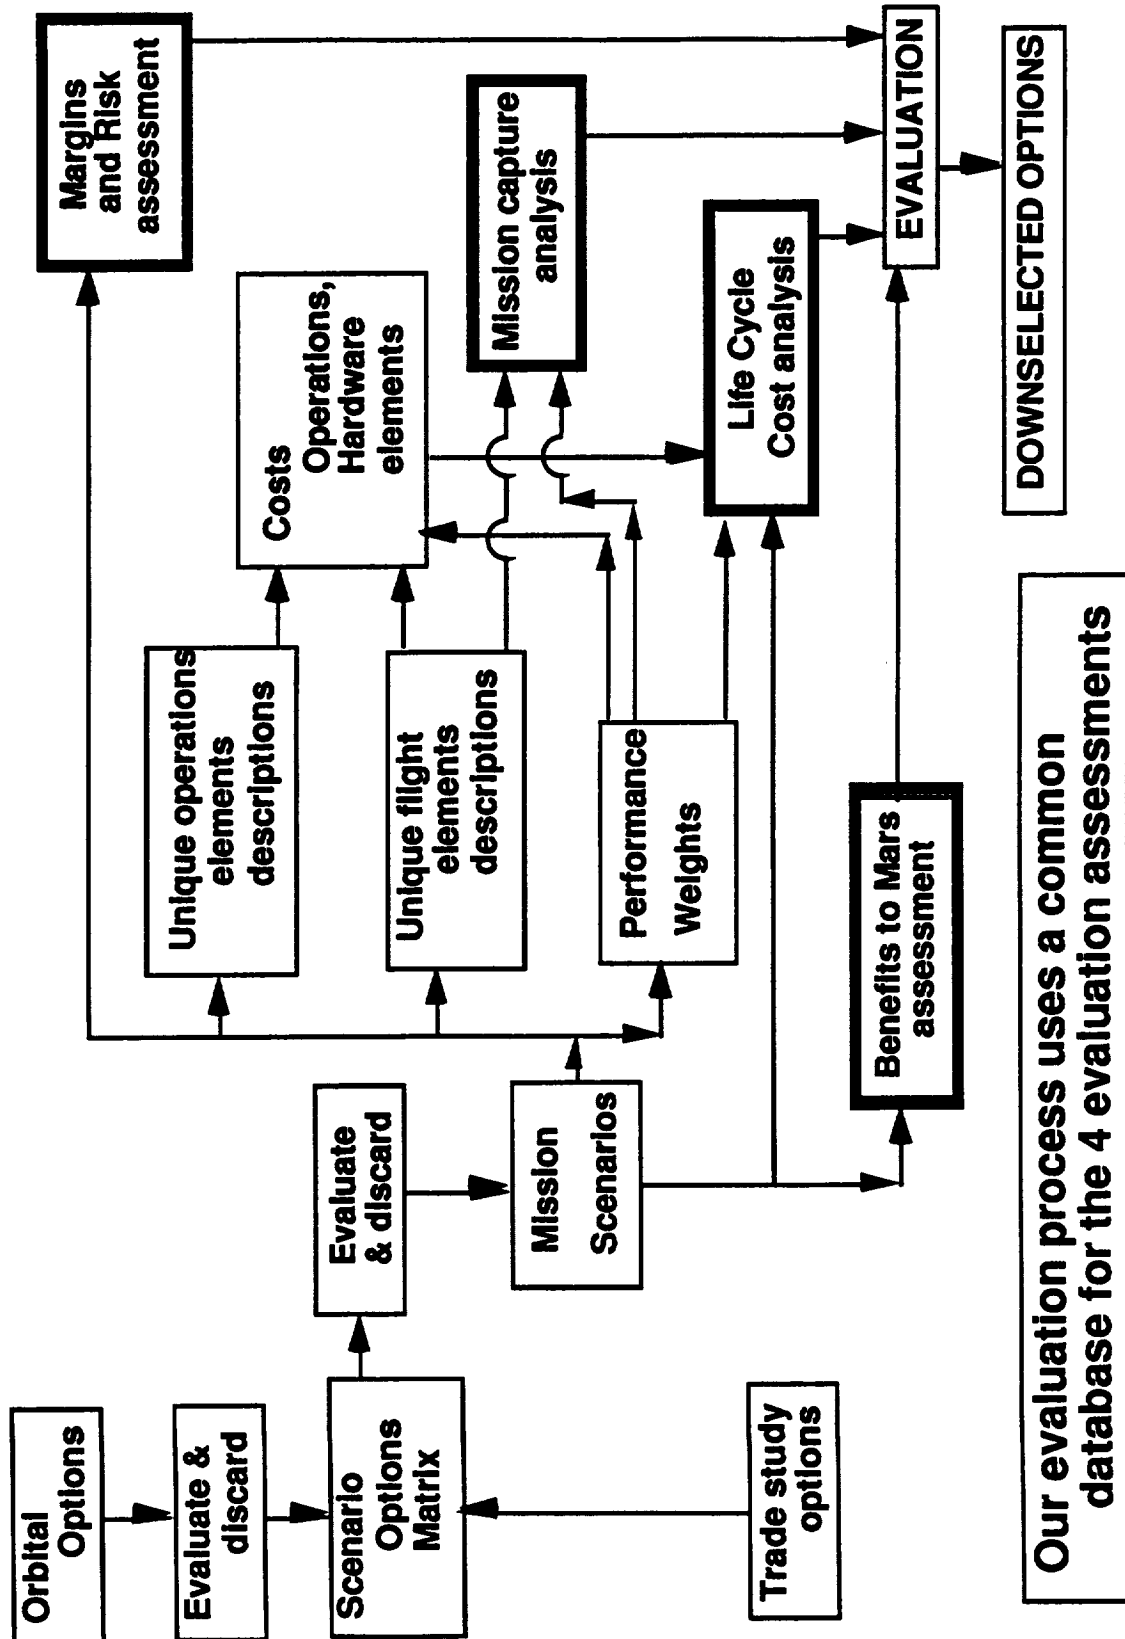 Orbital
Options
Evaluate &
discard
Scenario
Options
Matrix
Trade study
options
Evaluate
& discard
Mission
Scenarios
Unique operations
elements
descriptions
Unique flight
elements
descriptions
Performance
Weights
Benefits to Mars
assessment
Costs
Operations,
Hardware
elements
Margins
and Risk
assessment
Mission capture
analysis
Life Cycle
Cost analysis
EVALUATION
DOWNSELECTED OPTIONS
Our evaluation process uses a common
database for the 4 evaluation assessments